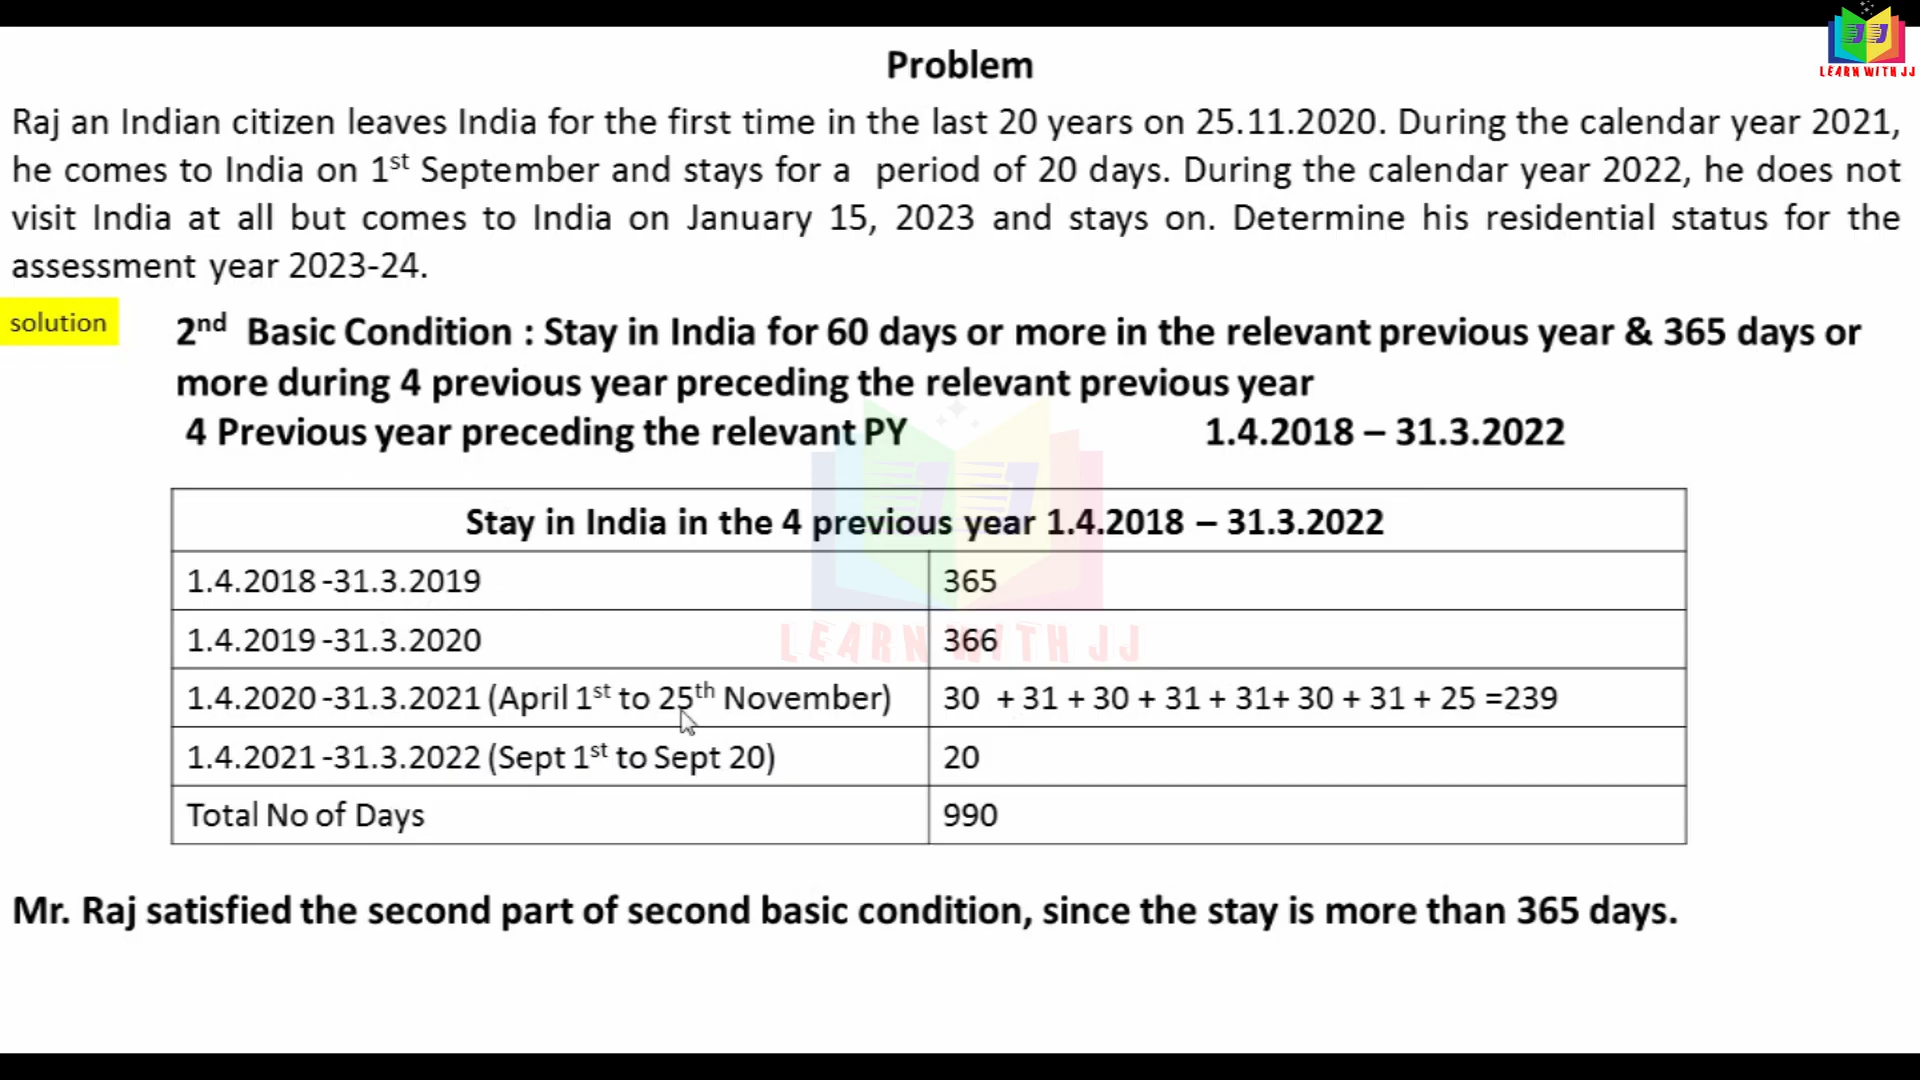 LEARN WITH JJ
Problem
Raj an Indian citizen leaves India for the first time in the last 20 years on 25.11.2020. During the calendar year 2021,
he comes to India on 1st September and stays for a period of 20 days. During the calendar year 2022, he does not
visit India at all but comes to India on January 15, 2023 and stays on. Determine his residential status for the
assessment year 2023-24.
solution
2nd Basic Condition : Stay in India for 60 days or more in the relevant previous year & 365 days or
more during 4 previous year preceding the relevant previous year
4 Previous year preceding the relevant PY 1.4.2018 – 31.3.2022
Stay in India in the 4 previous year 1.4.2018 – 31.3.2022
1.4.2018 -31.3.2019 365
1.4.2019 -31.3.2020 366
LEARN WITH JJ
1.4.2020 -31.3.2021 (April 1st to 25th November) 30 + 31 + 30 + 31 + 31+ 30 + 31 + 25 =239
1.4.2021 -31.3.2022 (Sept 1st to Sept 20) 20
Total No of Days 990
Mr. Raj satisfied the second part of second basic condition, since the stay is more than 365 days.